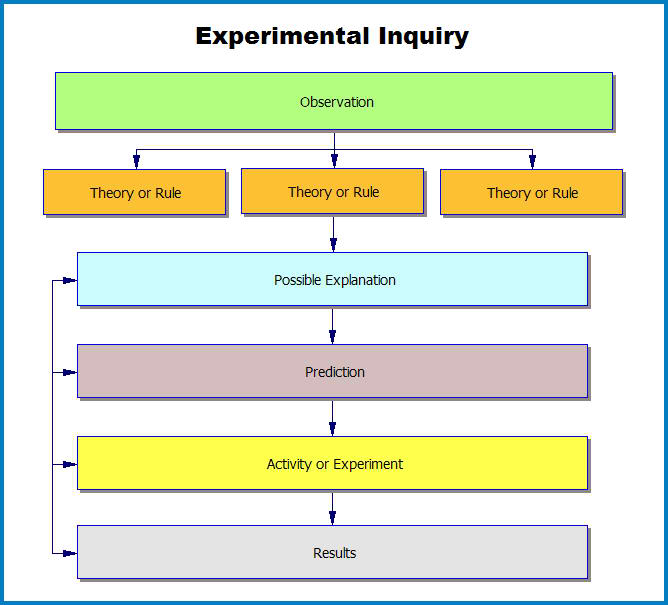 Experimental Inquiry
Observation
Theory or Rule
Theory or Rule
Theory or Rule
Possible Explanation
Prediction
Activity or Experiment
Results